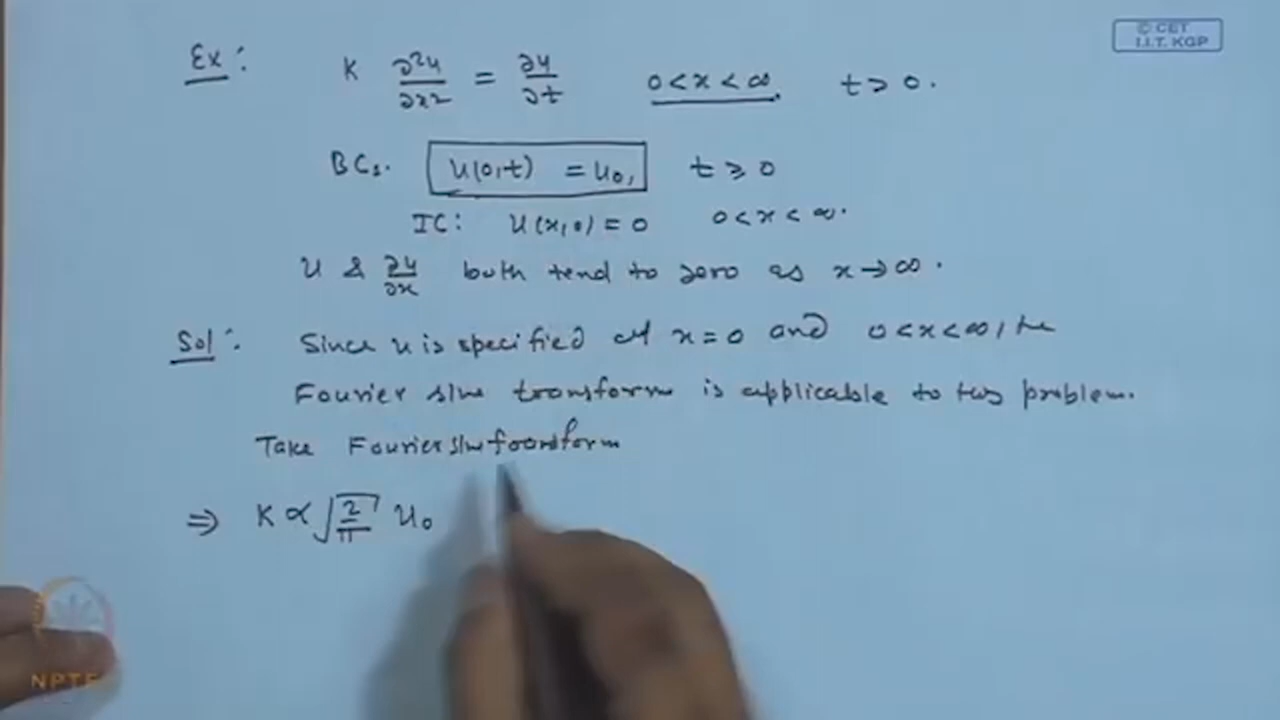 © CET
I.I.T. KGP
Ex: K ∂²u/∂x² = ∂u/∂t 0<x<∞ t>0.
BCs. u(0,t) = u₀, t ≥ 0
IC: u(x,0) = 0 0<x<∞.
u & ∂u/∂x both tend to zero as x→∞.
Sol: Since u is specified at x=0 and 0<x<∞, the
Fourier sine transform is applicable to this problem.
Take Fourier sine transform
⇒ K α √(2/π) u₀
NPTE